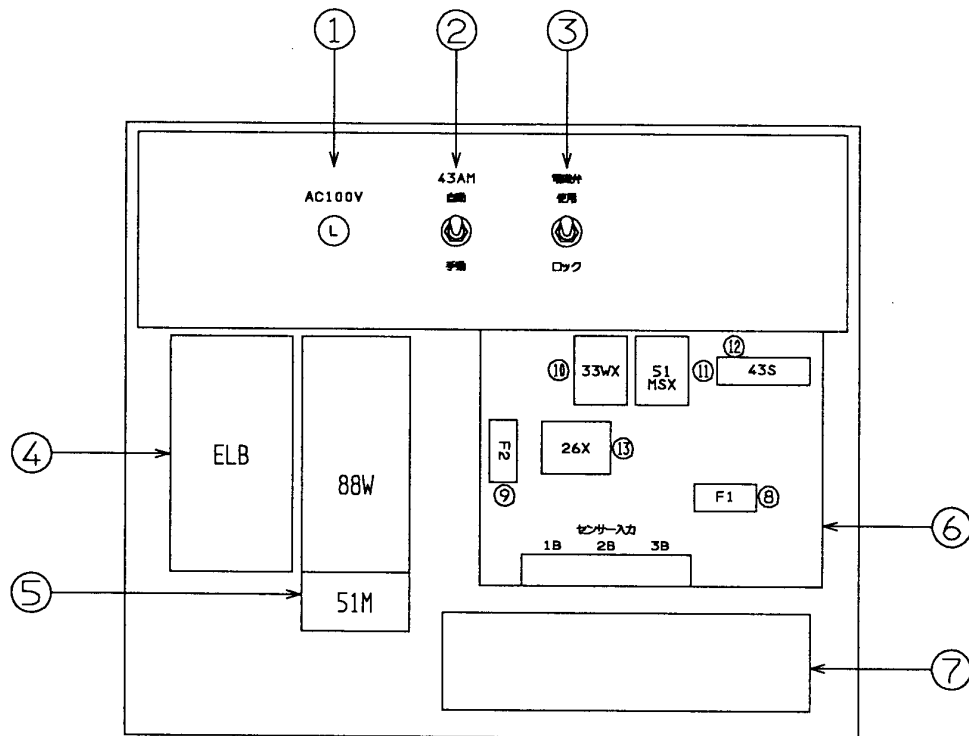 ① ② ③
AC100V
L
43AM
自動
手動
電磁弁
使用
ロック
④
ELB
88W
⑤
51M
⑩ 33WX
51
MSX
⑪
⑫
43S
F2
⑨
26X ⑬
F1 ⑧
⑥
センサー入力
1B 2B 3B
⑦